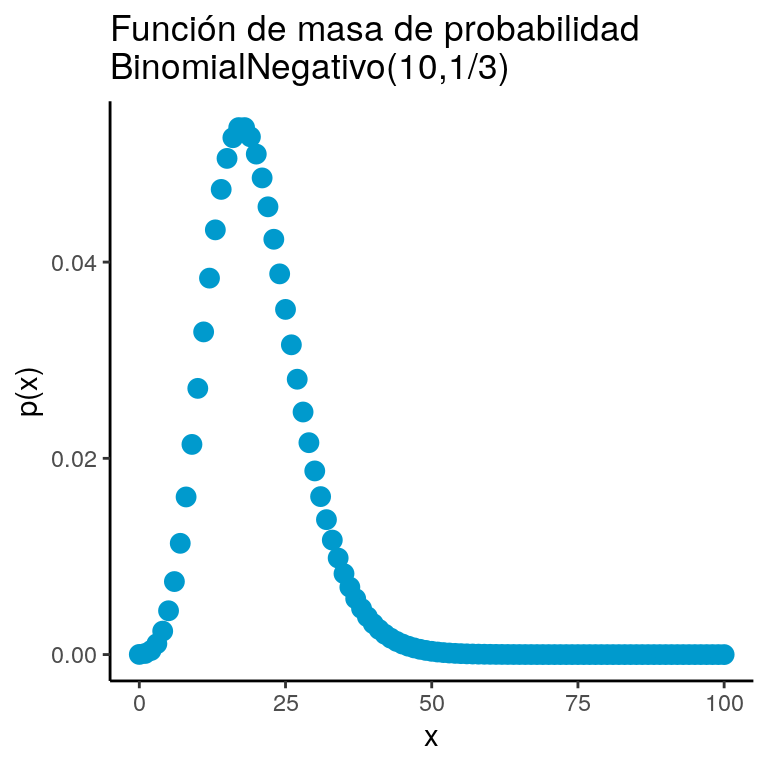 Función de masa de probabilidad
BinomialNegativo(10,1/3)
0.04
0.02
0.00
p(x)
0 25 50 75 100
x